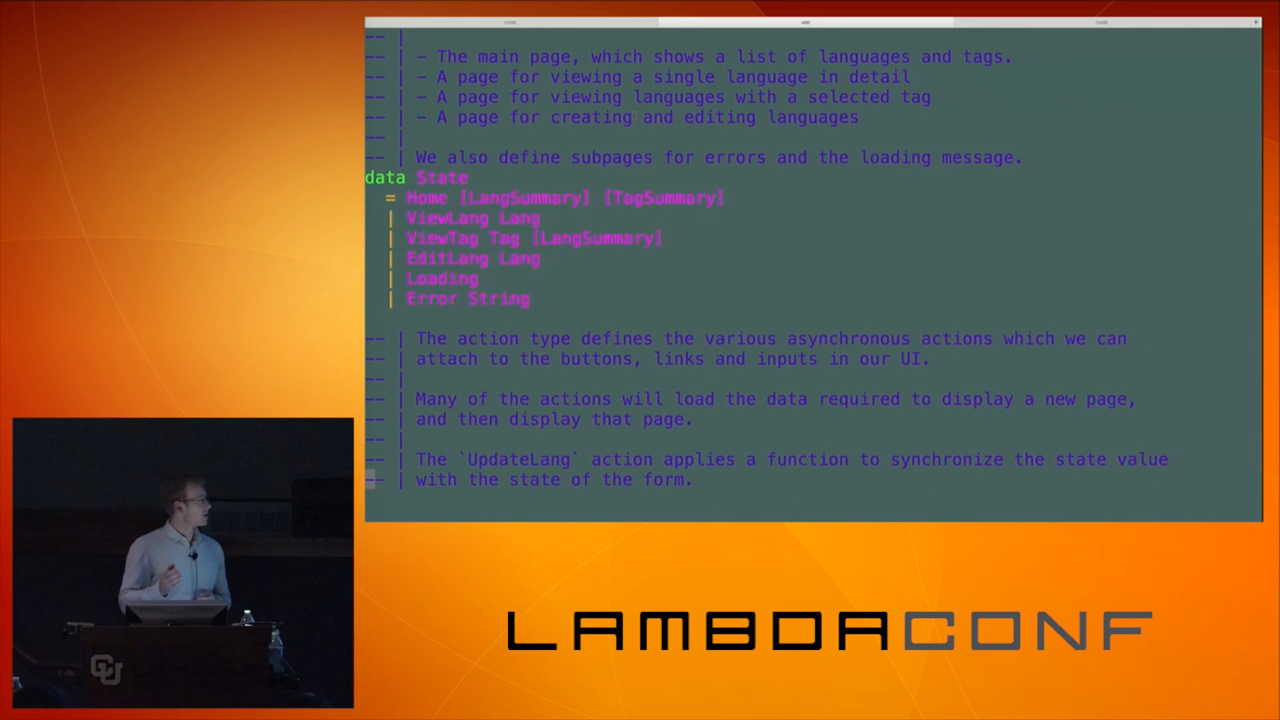 -- |
-- | - The main page, which shows a list of languages and tags.
-- | - A page for viewing a single language in detail
-- | - A page for viewing languages with a selected tag
-- | - A page for creating and editing languages
-- |
-- | We also define subpages for errors and the loading message.
data State
  = Home [LangSummary] [TagSummary]
  | ViewLang Lang
  | ViewTag Tag [LangSummary]
  | EditLang Lang
  | Loading
  | Error String
-- | The action type defines the various asynchronous actions which we can
-- | attach to the buttons, links and inputs in our UI.
-- |
-- | Many of the actions will load the data required to display a new page,
-- | and then display that page.
-- |
-- | The `UpdateLang` action applies a function to synchronize the state value
-- | with the state of the form.
LAMBDACONF
CU